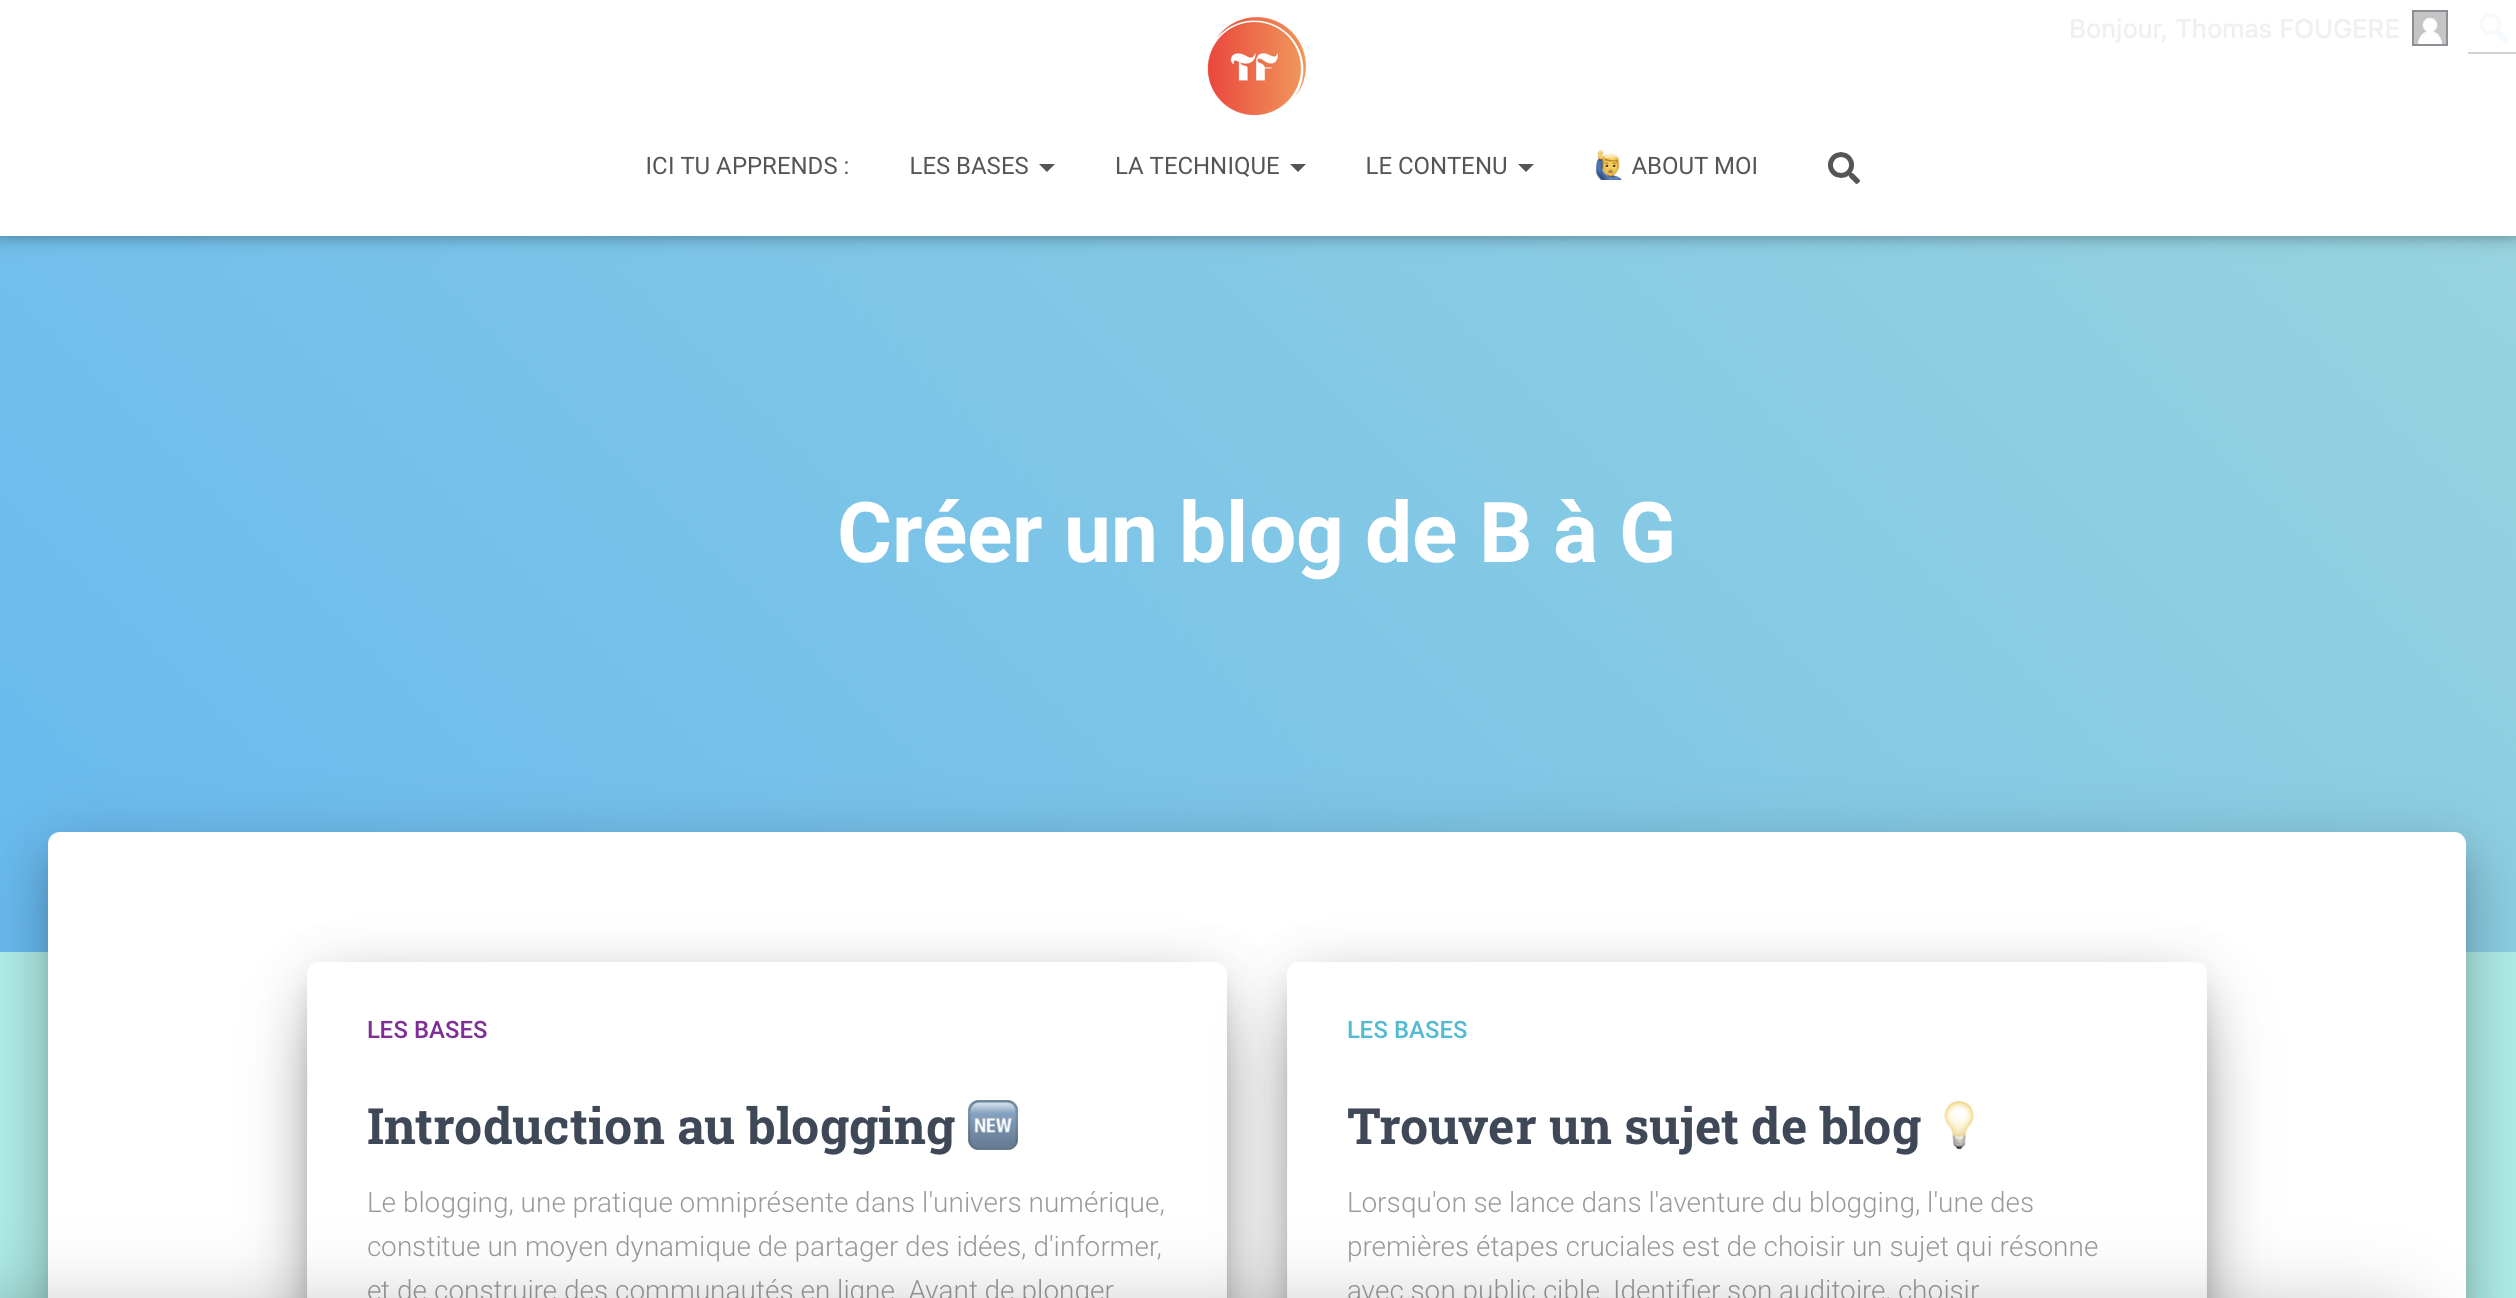 Bonjour, Thomas FOUGERE
TF
ICI TU APPRENDS : LES BASES LA TECHNIQUE LE CONTENU 🙋‍♂️ ABOUT MOI
Créer un blog de B à G
LES BASES
Introduction au blogging 🆕
Le blogging, une pratique omniprésente dans l'univers numérique,
constitue un moyen dynamique de partager des idées, d'informer,
et de construire des communautés en ligne. Avant de plonger
LES BASES
Trouver un sujet de blog 💡
Lorsqu'on se lance dans l'aventure du blogging, l'une des
premières étapes cruciales est de choisir un sujet qui résonne
avec son public cible. Identifier son auditoire, choisir